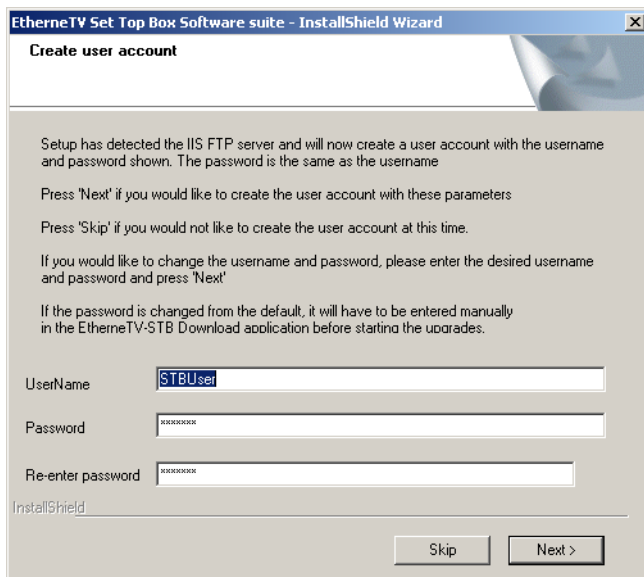 EtherneTV Set Top Box Software suite - InstallShield Wizard
Create user account
Setup has detected the IIS FTP server and will now create a user account with the username
and password shown. The password is the same as the username
Press 'Next' if you would like to create the user account with these parameters
Press 'Skip' if you would not like to create the user account at this time.
If you would like to change the username and password, please enter the desired username
and password and press 'Next'
If the password is changed from the default, it will have to be entered manually
in the EtherneTV-STB Download application before starting the upgrades.
UserName STBUser
Password xxxxxxx
Re-enter password xxxxxxx
InstallShield
Skip Next >